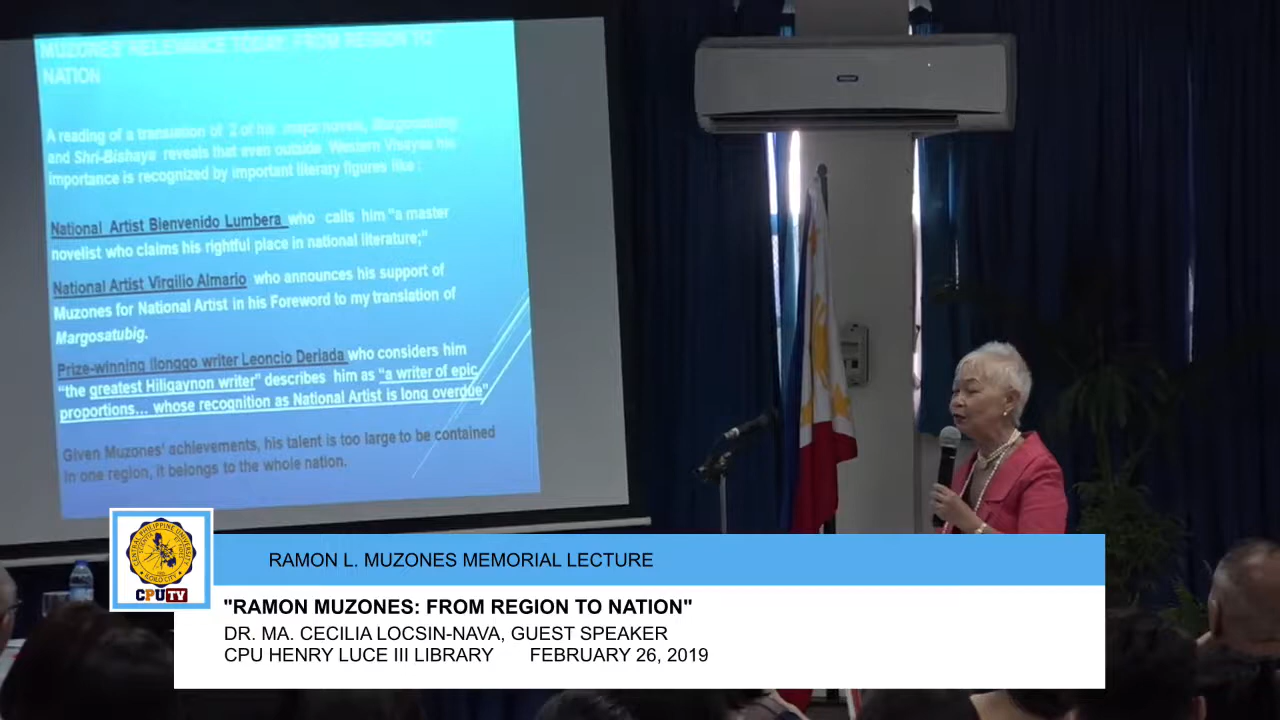 MUZONES' RELEVANCE TODAY: FROM REGION TO
NATION
A reading of a translation of 2 of his major novels, Margosatubig
and Shri-Bishaya reveals that even outside Western Visayas his
importance is recognized by important literary figures like :
National Artist Bienvenido Lumbera who calls him "a master
novelist who claims his rightful place in national literature;"
National Artist Virgilio Almario who announces his support of
Muzones for National Artist in his Foreword to my translation of
Margosatubig.
Prize-winning Ilonggo writer Leoncio Deriada who considers him
"the greatest Hiligaynon writer" describes him as "a writer of epic
proportions... whose recognition as National Artist is long overdue"
Given Muzones' achievements, his talent is too large to be contained
in one region, it belongs to the whole nation.
CENTRAL PHILIPPINE UNIVERSITY
ILOILO CITY
CPUTV
RAMON L. MUZONES MEMORIAL LECTURE
"RAMON MUZONES: FROM REGION TO NATION"
DR. MA. CECILIA LOCSIN-NAVA, GUEST SPEAKER
CPU HENRY LUCE III LIBRARY FEBRUARY 26, 2019